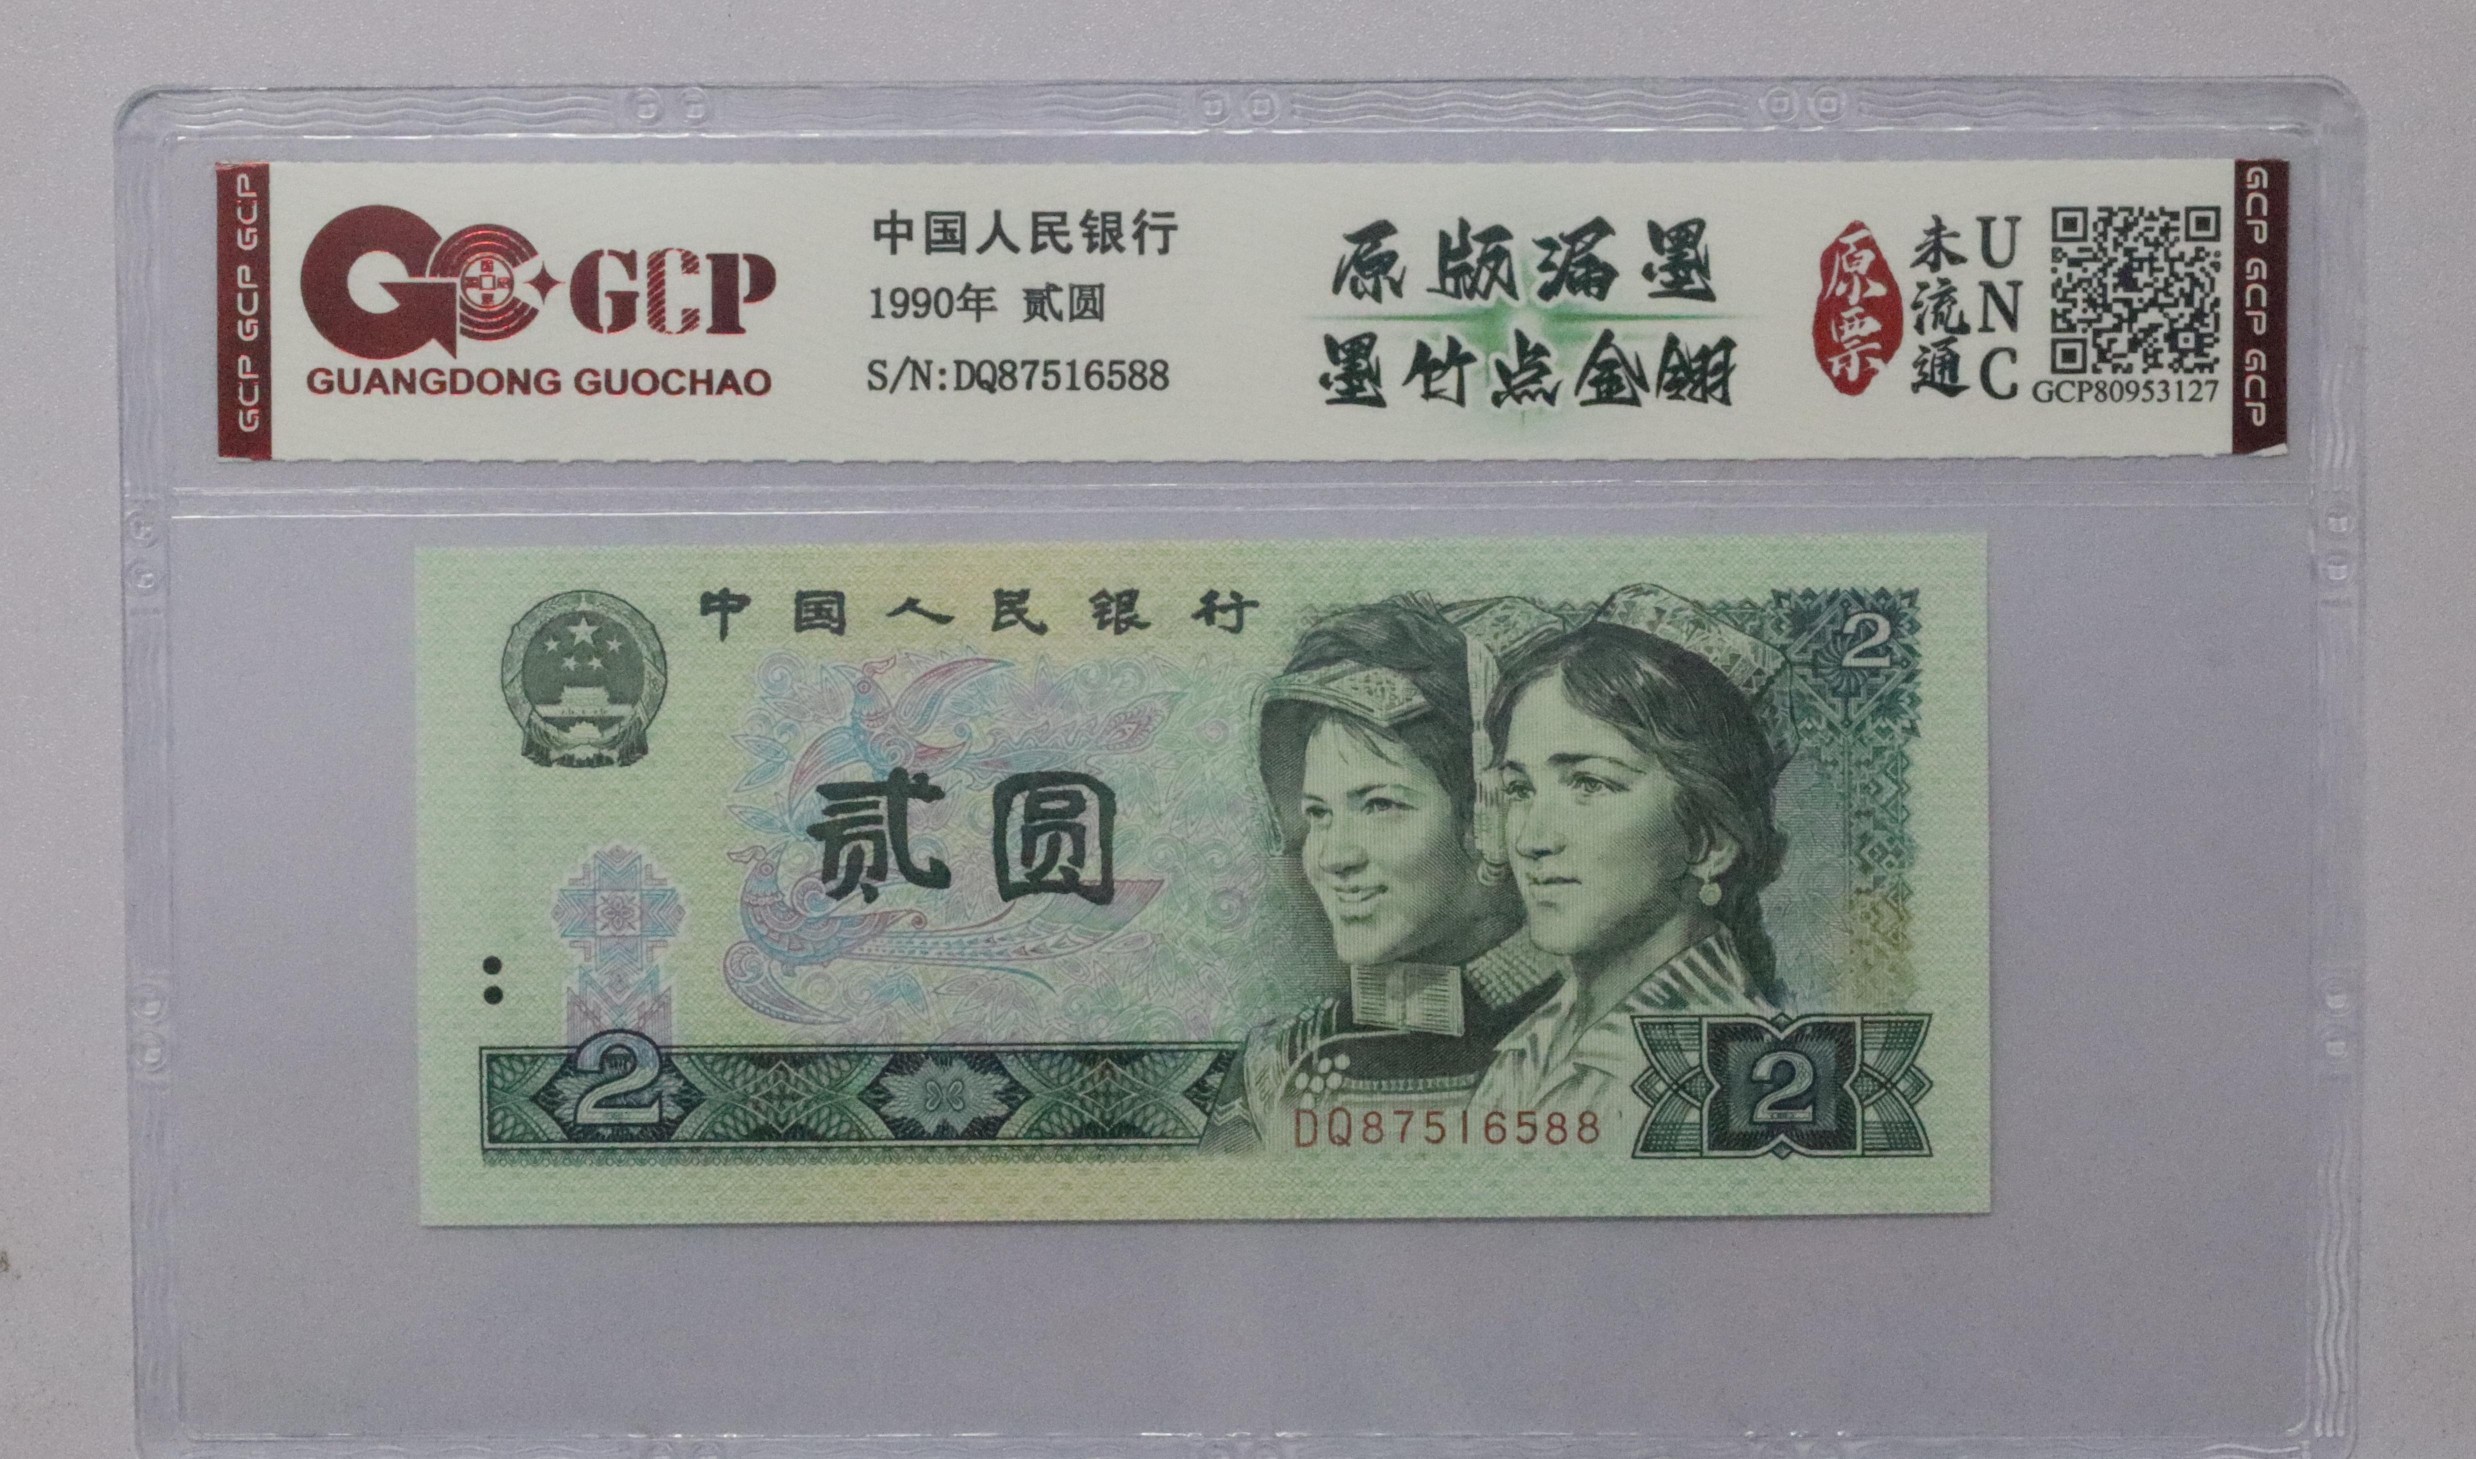 GCP GCP GCP
GCP
GUANGDONG GUOCHAO
中国人民银行
1990年 贰圆
S/N:DQ87516588
原版漏墨
墨竹点金翎
原票
未流通
UNC
GCP80953127
GCP GCP GCP
中国人民银行
2
贰圆
2
DQ87516588
2